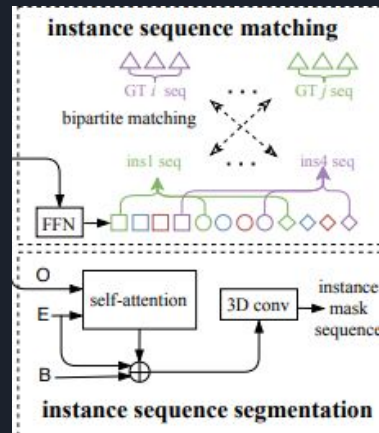 instance sequence matching
GT i seq
GT j seq
bipartite matching
ins1 seq
ins4 seq
FFN
O
self-attention
3D conv
instance
mask
sequence
E
B
instance sequence segmentation